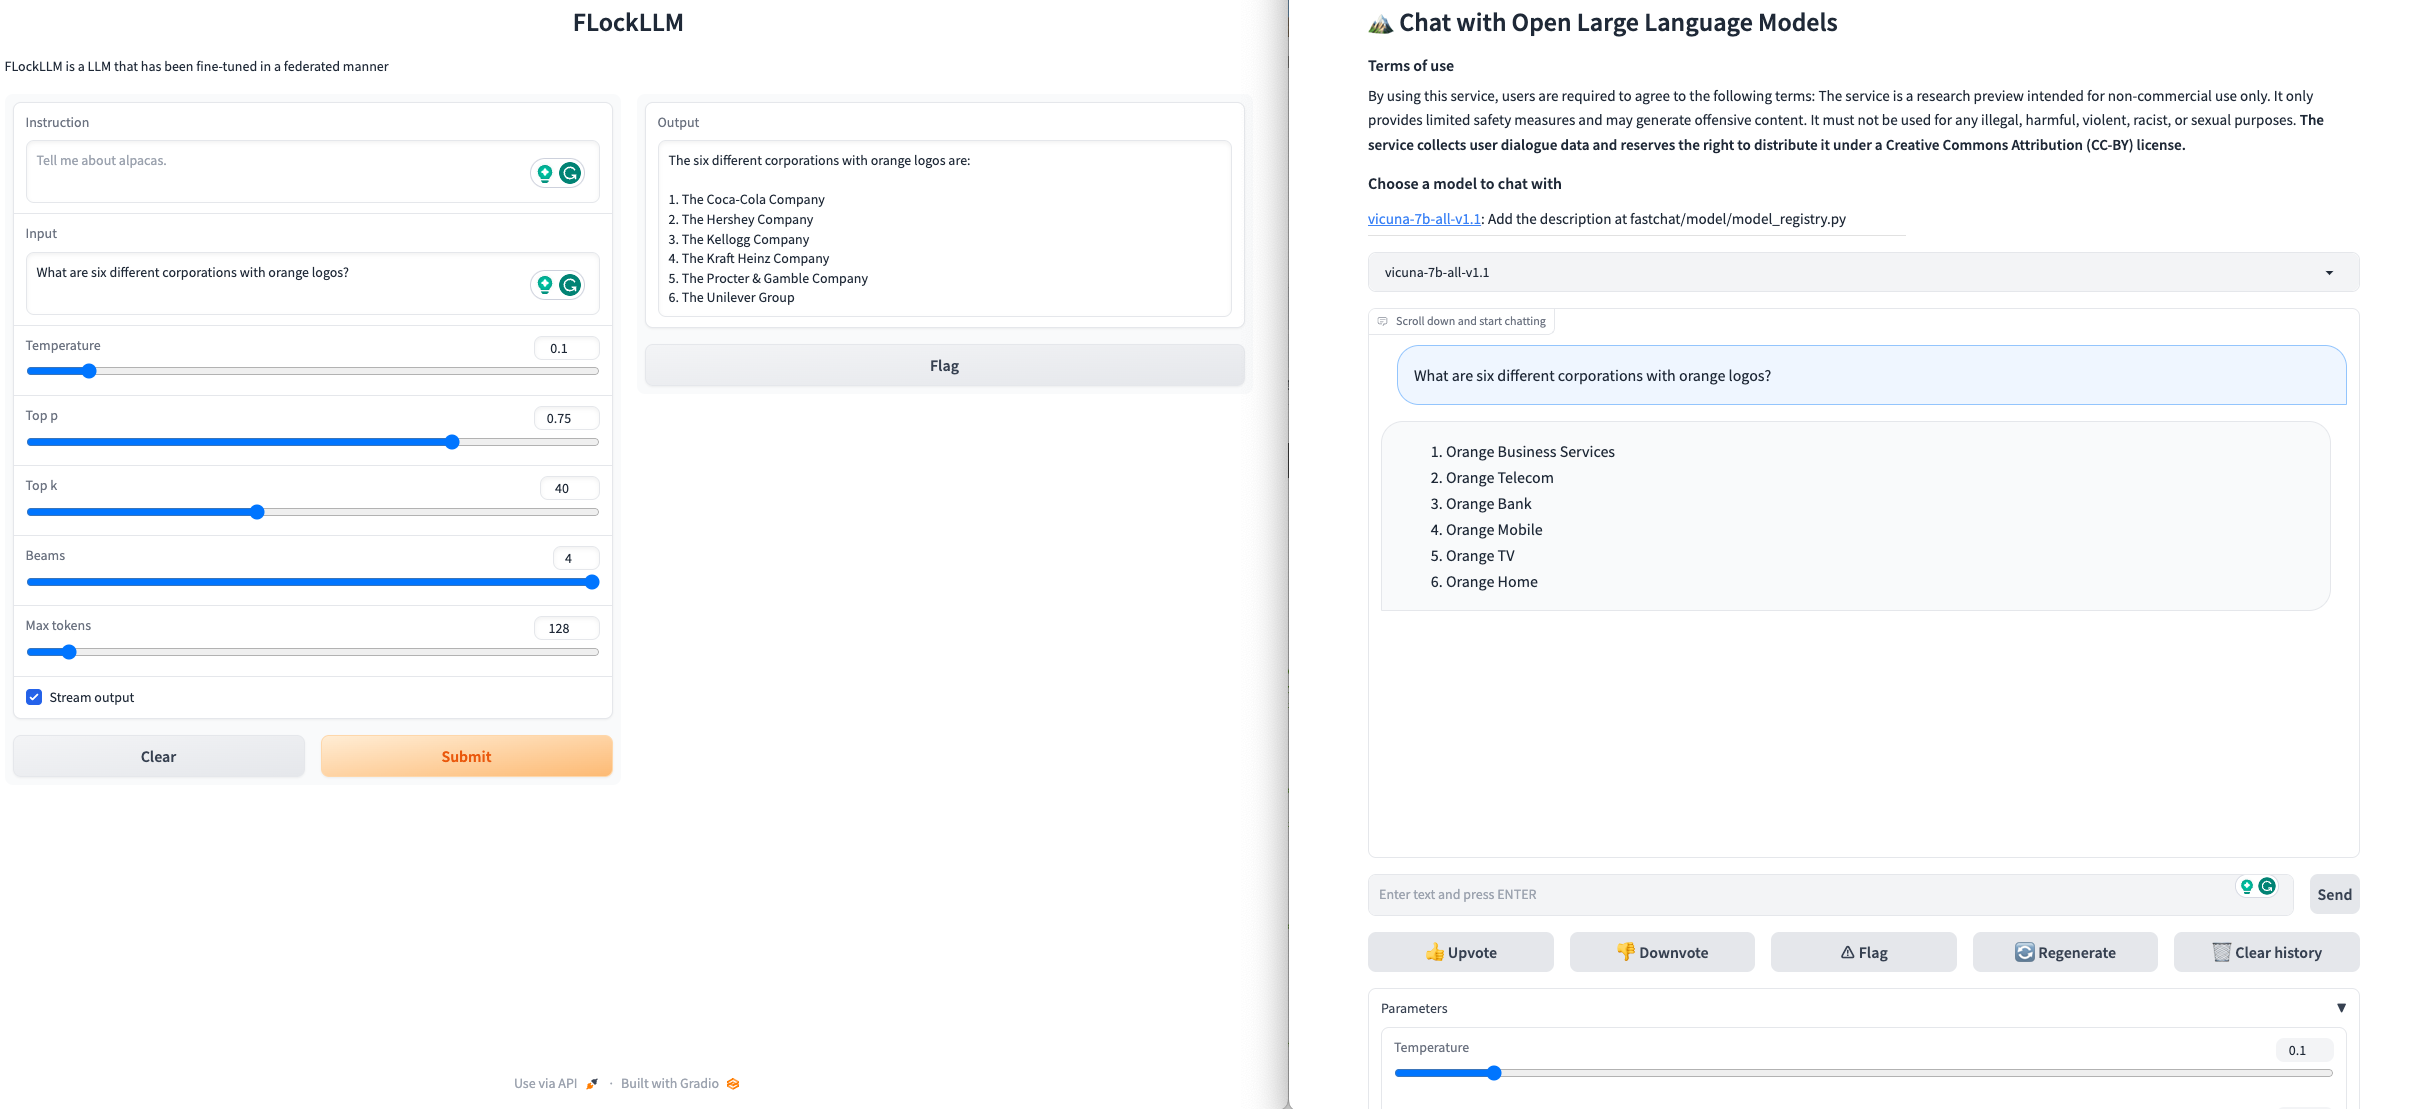 FLockLLM
FLockLLM is a LLM that has been fine-tuned in a federated manner
Instruction
Tell me about alpacas.
Input
What are six different corporations with orange logos?
Temperature
0.1
Top p
0.75
Top k
40
Beams
4
Max tokens
128
Stream output
Clear
Submit
Output
The six different corporations with orange logos are:
1. The Coca-Cola Company
2. The Hershey Company
3. The Kellogg Company
4. The Kraft Heinz Company
5. The Procter & Gamble Company
6. The Unilever Group
Flag
Use via API · Built with Gradio
Chat with Open Large Language Models
Terms of use
By using this service, users are required to agree to the following terms: The service is a research preview intended for non-commercial use only. It only
provides limited safety measures and may generate offensive content. It must not be used for any illegal, harmful, violent, racist, or sexual purposes. The
service collects user dialogue data and reserves the right to distribute it under a Creative Commons Attribution (CC-BY) license.
Choose a model to chat with
vicuna-7b-all-v1.1: Add the description at fastchat/model/model_registry.py
vicuna-7b-all-v1.1
Scroll down and start chatting
What are six different corporations with orange logos?
1. Orange Business Services
2. Orange Telecom
3. Orange Bank
4. Orange Mobile
5. Orange TV
6. Orange Home
Enter text and press ENTER
Send
👍 Upvote
👎 Downvote
⚠ Flag
🔄 Regenerate
🗑️ Clear history
Parameters
Temperature
0.1